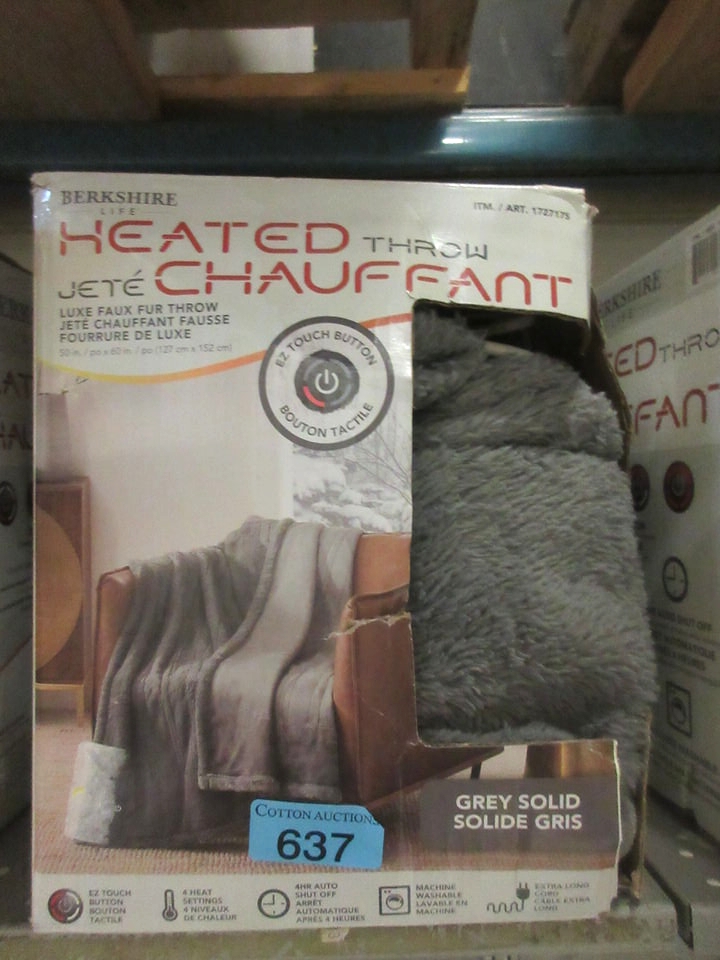 BERKSHIRE
LIFE
ITM. / ART. 1727175
HEATED THROW
JETÉ CHAUFFANT
LUXE FAUX FUR THROW
JETÉ CHAUFFANT FAUSSE
FOURRURE DE LUXE
50 in. / po x 60 in. / po (127 cm x 152 cm)
EZ TOUCH BUTTON
BOUTON TACTILE
GREY SOLID
SOLIDE GRIS
COTTON AUCTIONS
637
EZ TOUCH
BUTTON
BOUTON
TACTILE
4 HEAT
SETTINGS
4 NIVEAUX
DE CHALEUR
4HR AUTO
SHUT OFF
ARRÊT
AUTOMATIQUE
APRÈS 4 HEURES
MACHINE
WASHABLE
LAVABLE EN
MACHINE
EXTRA LONG
CORD
CÂBLE EXTRA
LONG
BERKSHIRE
ED THRO
FANT
SHUT OFF